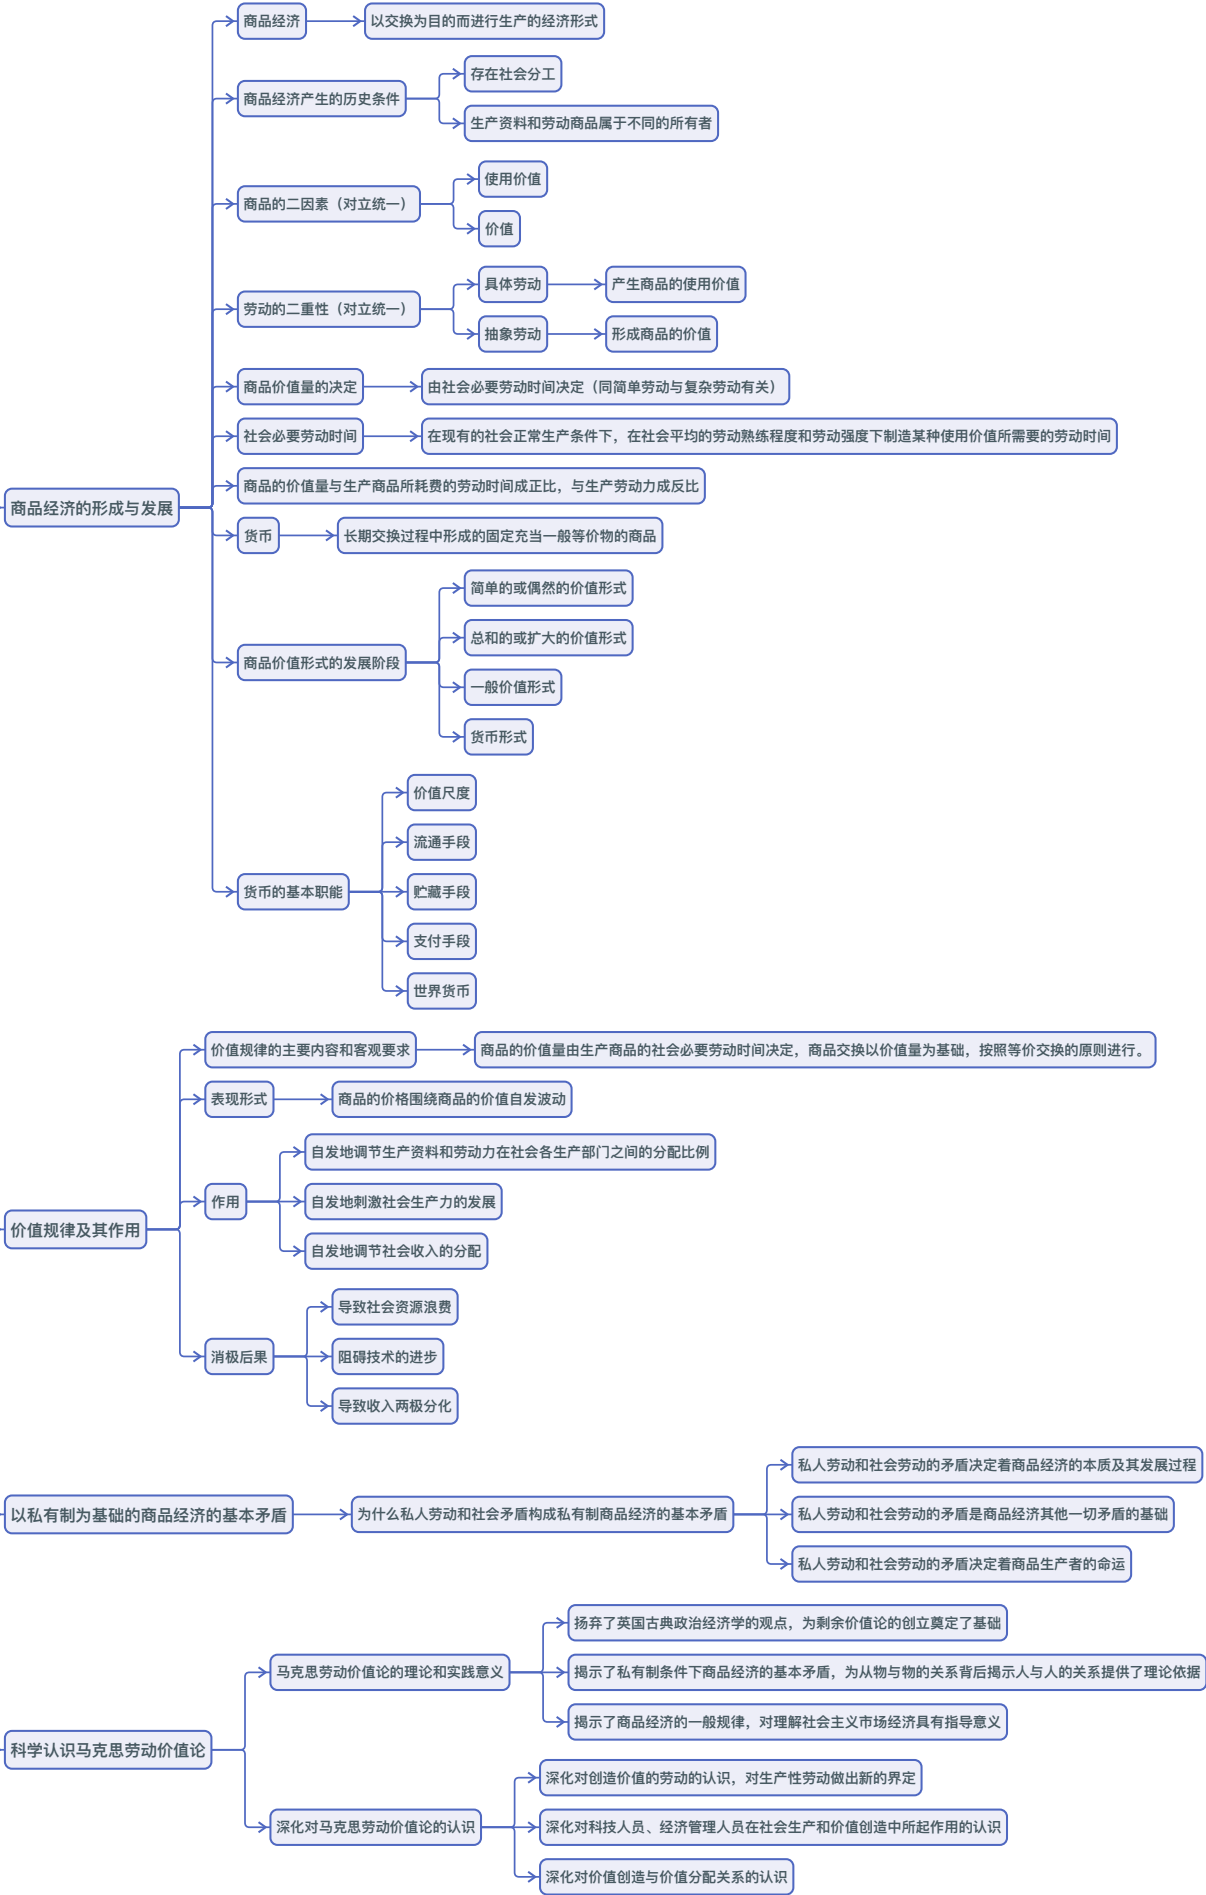 商品经济
以交换为目的而进行生产的经济形式
存在社会分工
商品经济产生的历史条件
生产资料和劳动商品属于不同的所有者
使用价值
商品的二因素（对立统一）
价值
具体劳动
产生商品的使用价值
劳动的二重性（对立统一）
抽象劳动
形成商品的价值
商品价值量的决定
由社会必要劳动时间决定（同简单劳动与复杂劳动有关）
社会必要劳动时间
在现有的社会正常生产条件下，在社会平均的劳动熟练程度和劳动强度下制造某种使用价值所需要的劳动时间
商品的价值量与生产商品所耗费的劳动时间成正比，与生产劳动力成反比
商品经济的形成与发展
货币
长期交换过程中形成的固定充当一般等价物的商品
简单的或偶然的价值形式
总和的或扩大的价值形式
商品价值形式的发展阶段
一般价值形式
货币形式
价值尺度
流通手段
货币的基本职能
贮藏手段
支付手段
世界货币
价值规律的主要内容和客观要求
商品的价值量由生产商品的社会必要劳动时间决定，商品交换以价值量为基础，按照等价交换的原则进行。
表现形式
商品的价格围绕商品的价值自发波动
自发地调节生产资料和劳动力在社会各生产部门之间的分配比例
作用
自发地刺激社会生产力的发展
价值规律及其作用
自发地调节社会收入的分配
导致社会资源浪费
消极后果
阻碍技术的进步
导致收入两极分化
私人劳动和社会劳动的矛盾决定着商品经济的本质及其发展过程
以私有制为基础的商品经济的基本矛盾
为什么私人劳动和社会矛盾构成私有制商品经济的基本矛盾
私人劳动和社会劳动的矛盾是商品经济其他一切矛盾的基础
私人劳动和社会劳动的矛盾决定着商品生产者的命运
扬弃了英国古典政治经济学的观点，为剩余价值论的创立奠定了基础
马克思劳动价值论的理论和实践意义
揭示了私有制条件下商品经济的基本矛盾，为从物与物的关系背后揭示人与人的关系提供了理论依据
揭示了商品经济的一般规律，对理解社会主义市场经济具有指导意义
科学认识马克思劳动价值论
深化对创造价值的劳动的认识，对生产性劳动做出新的界定
深化对马克思劳动价值论的认识
深化对科技人员、经济管理人员在社会生产和价值创造中所起作用的认识
深化对价值创造与价值分配关系的认识